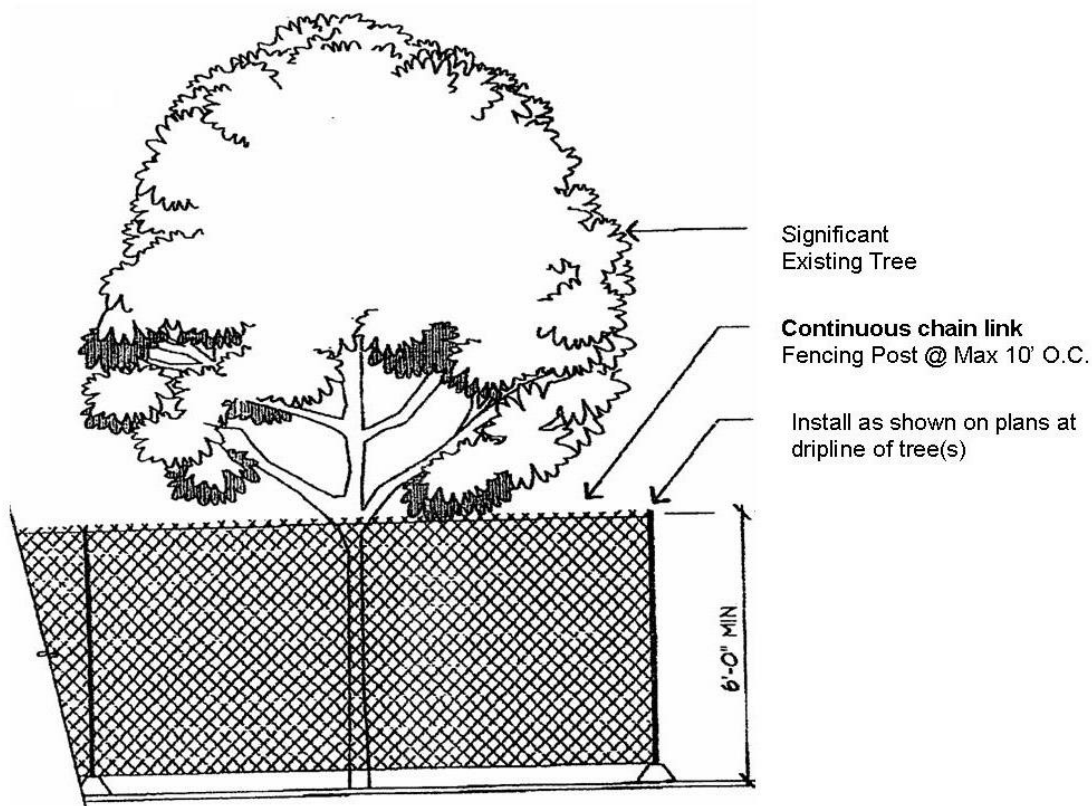 Significant
Existing Tree
Continuous chain link
Fencing Post @ Max 10' O.C.
Install as shown on plans at
dripline of tree(s)
6'-0" MIN